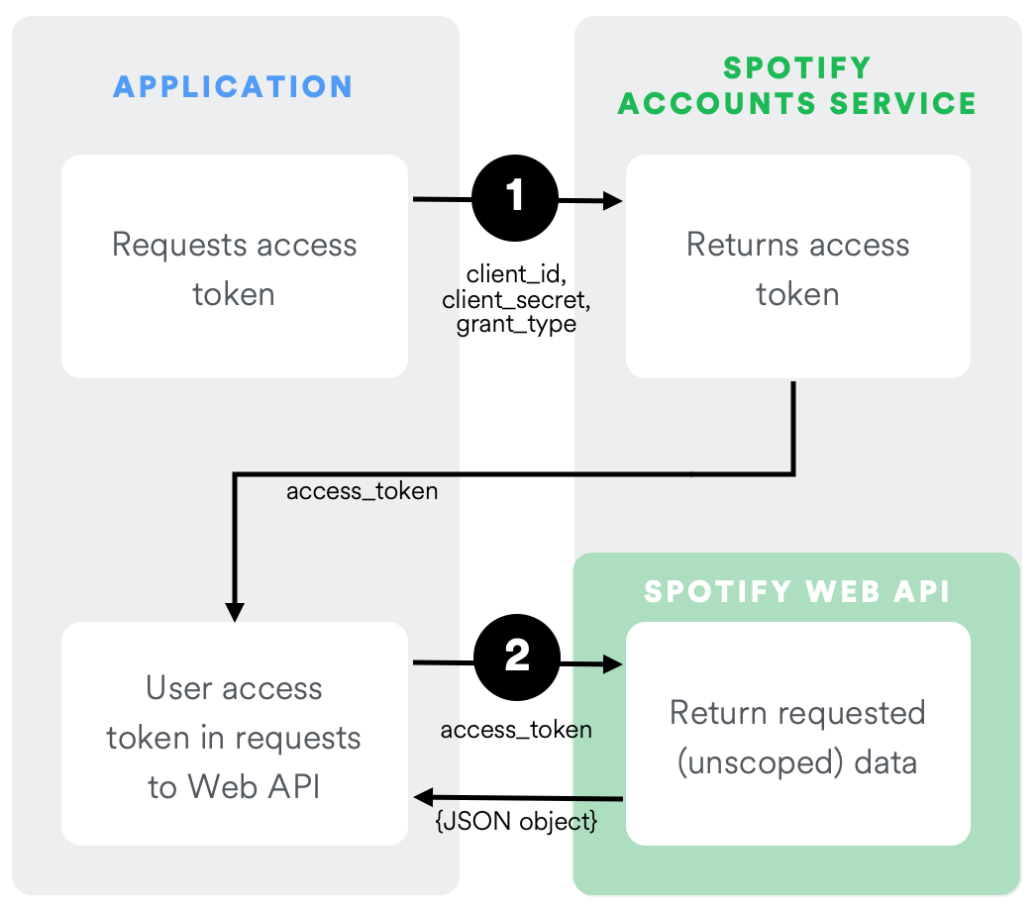 APPLICATION
SPOTIFY
ACCOUNTS SERVICE
Requests access
token
1
client_id,
client_secret,
grant_type
Returns access
token
access_token
User access
token in requests
to Web API
2
access_token
{JSON object}
SPOTIFY WEB API
Return requested
(unscoped) data